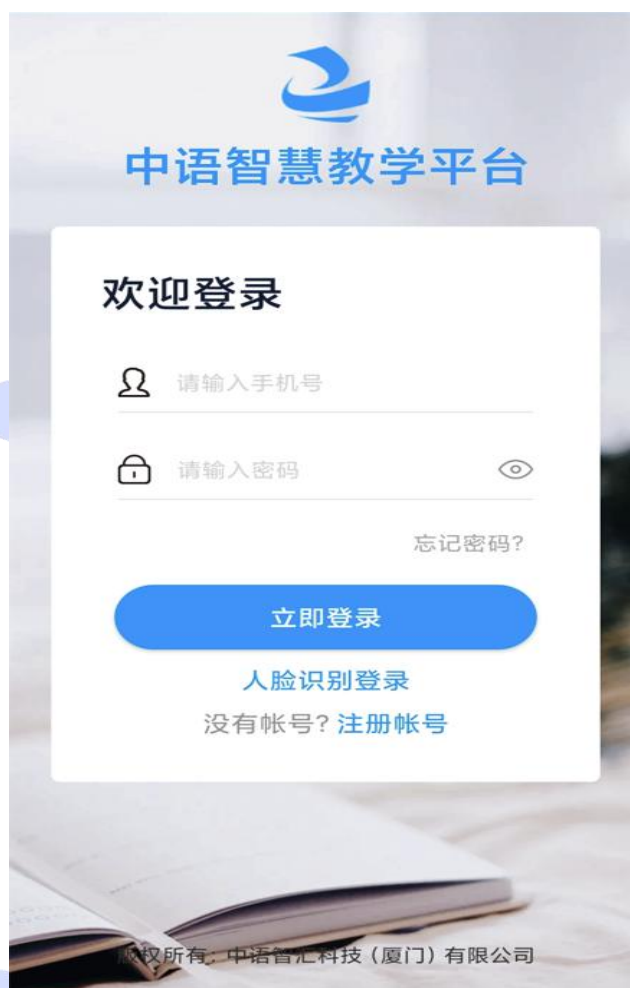 中语智慧教学平台
欢迎登录
请输入手机号
请输入密码
忘记密码?
立即登录
人脸识别登录
没有帐号? 注册帐号
版权所有: 中语智汇科技 (厦门) 有限公司